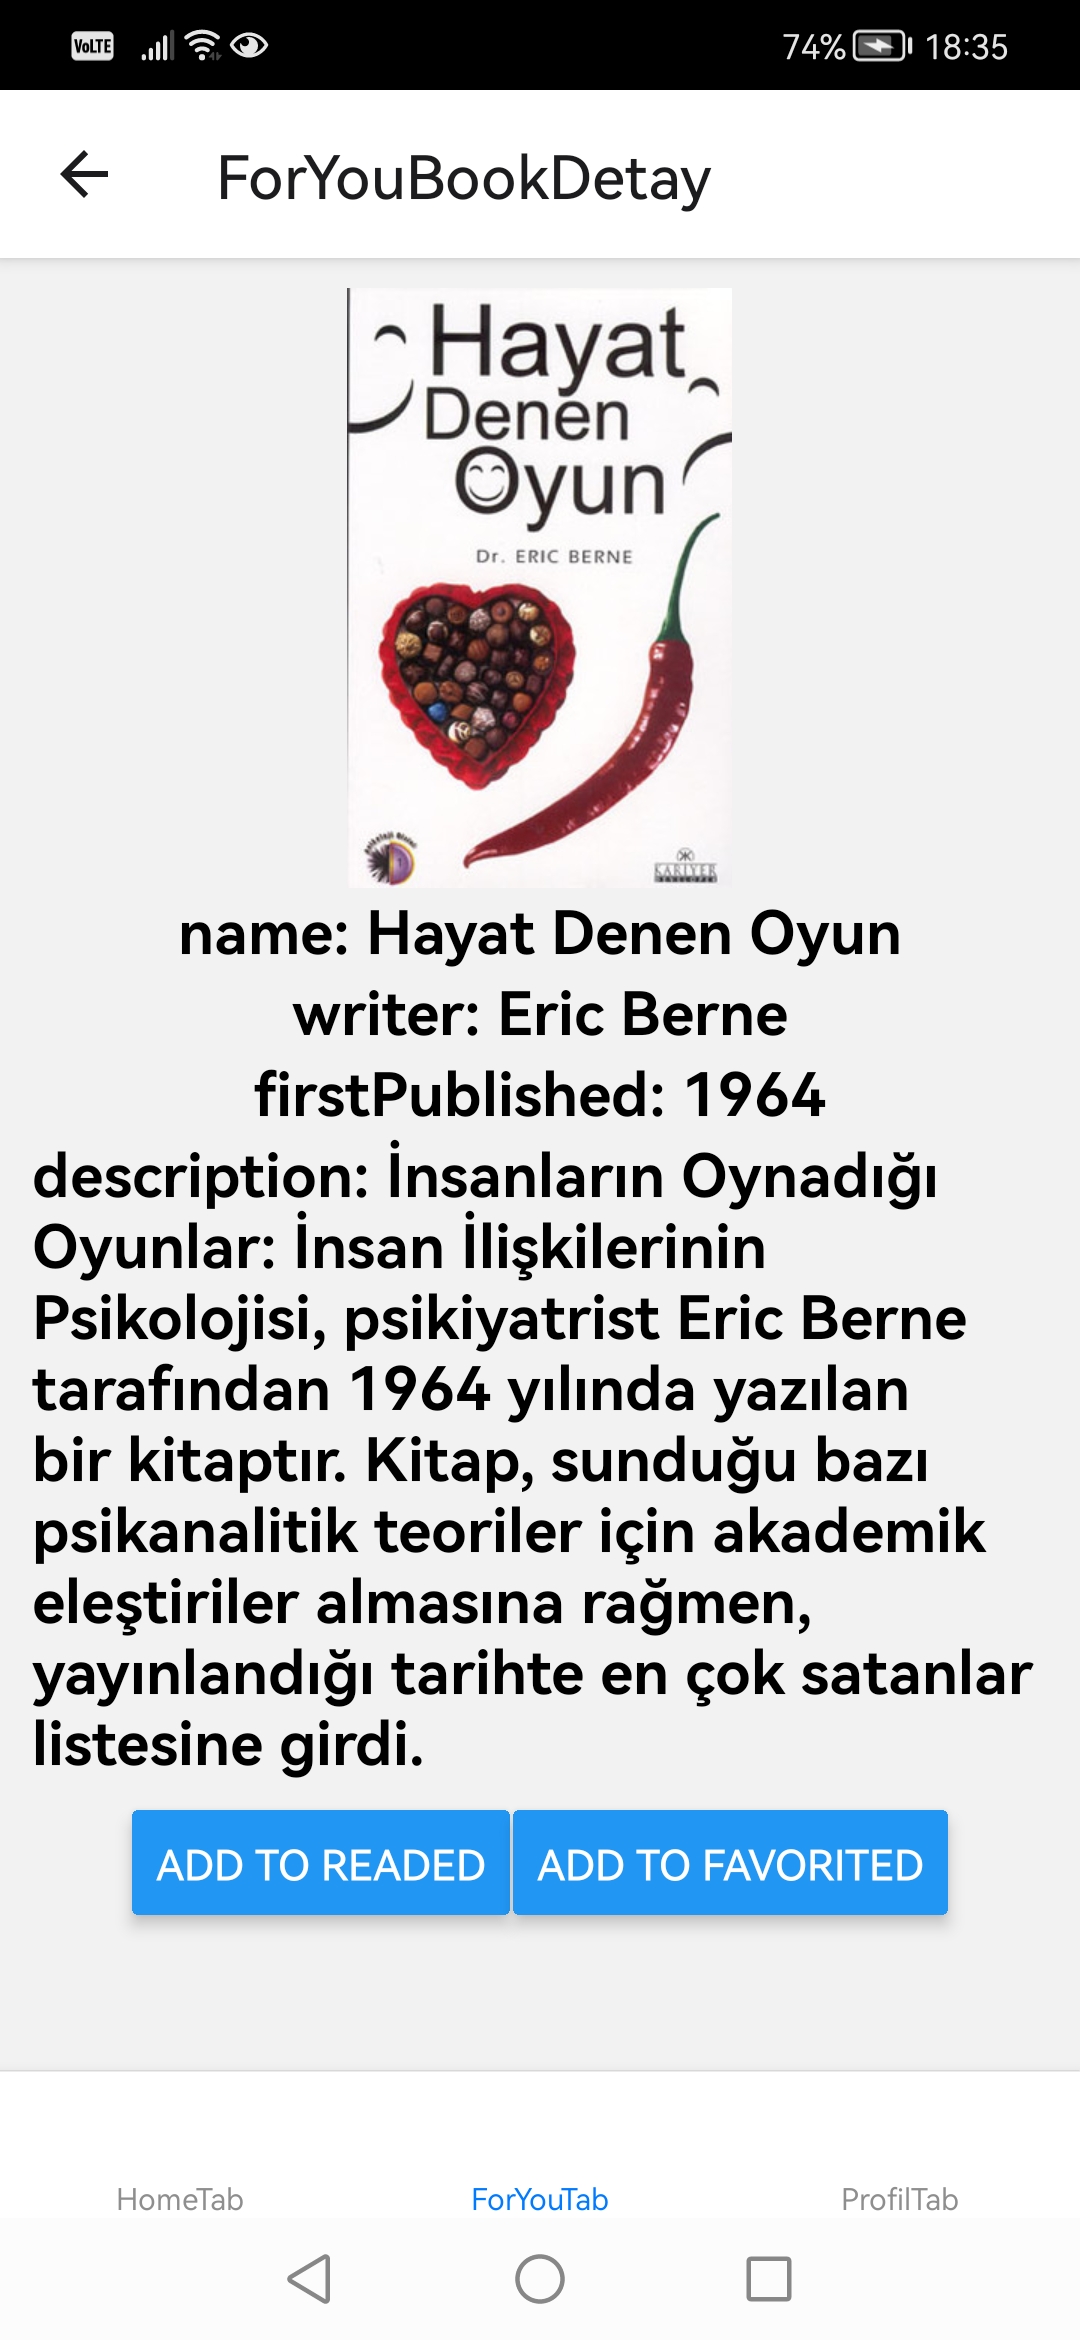 VoLTE
74% 18:35
ForYouBookDetay
Hayat
Denen
Oyun
Dr. ERIC BERNE
KARİYER
name: Hayat Denen Oyun
writer: Eric Berne
firstPublished: 1964
description: İnsanların Oynadığı
Oyunlar: İnsan İlişkilerinin
Psikolojisi, psikiyatrist Eric Berne
tarafından 1964 yılında yazılan
bir kitaptır. Kitap, sunduğu bazı
psikanalitik teoriler için akademik
eleştiriler almasına rağmen,
yayınlandığı tarihte en çok satanlar
listesine girdi.
ADD TO READED ADD TO FAVORITED
HomeTab ForYouTab ProfilTab